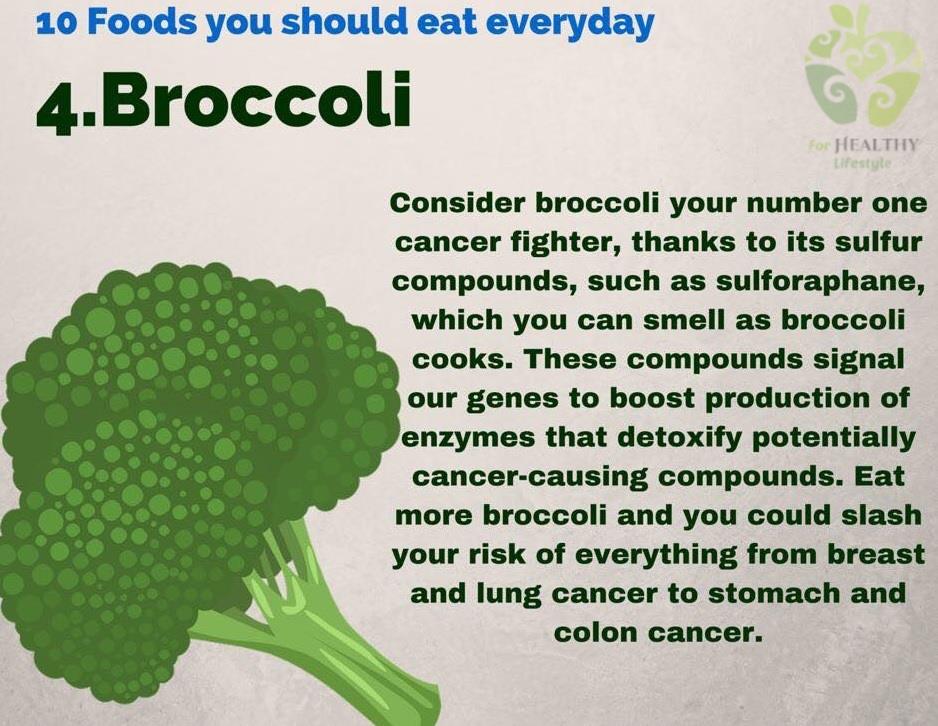 10 Foods you should eat everyday
4.Broccoli
For HEALTHY
Lifestyle
Consider broccoli your number one
cancer fighter, thanks to its sulfur
compounds, such as sulforaphane,
which you can smell as broccoli
cooks. These compounds signal
our genes to boost production of
enzymes that detoxify potentially
cancer-causing compounds. Eat
more broccoli and you could slash
your risk of everything from breast
and lung cancer to stomach and
colon cancer.